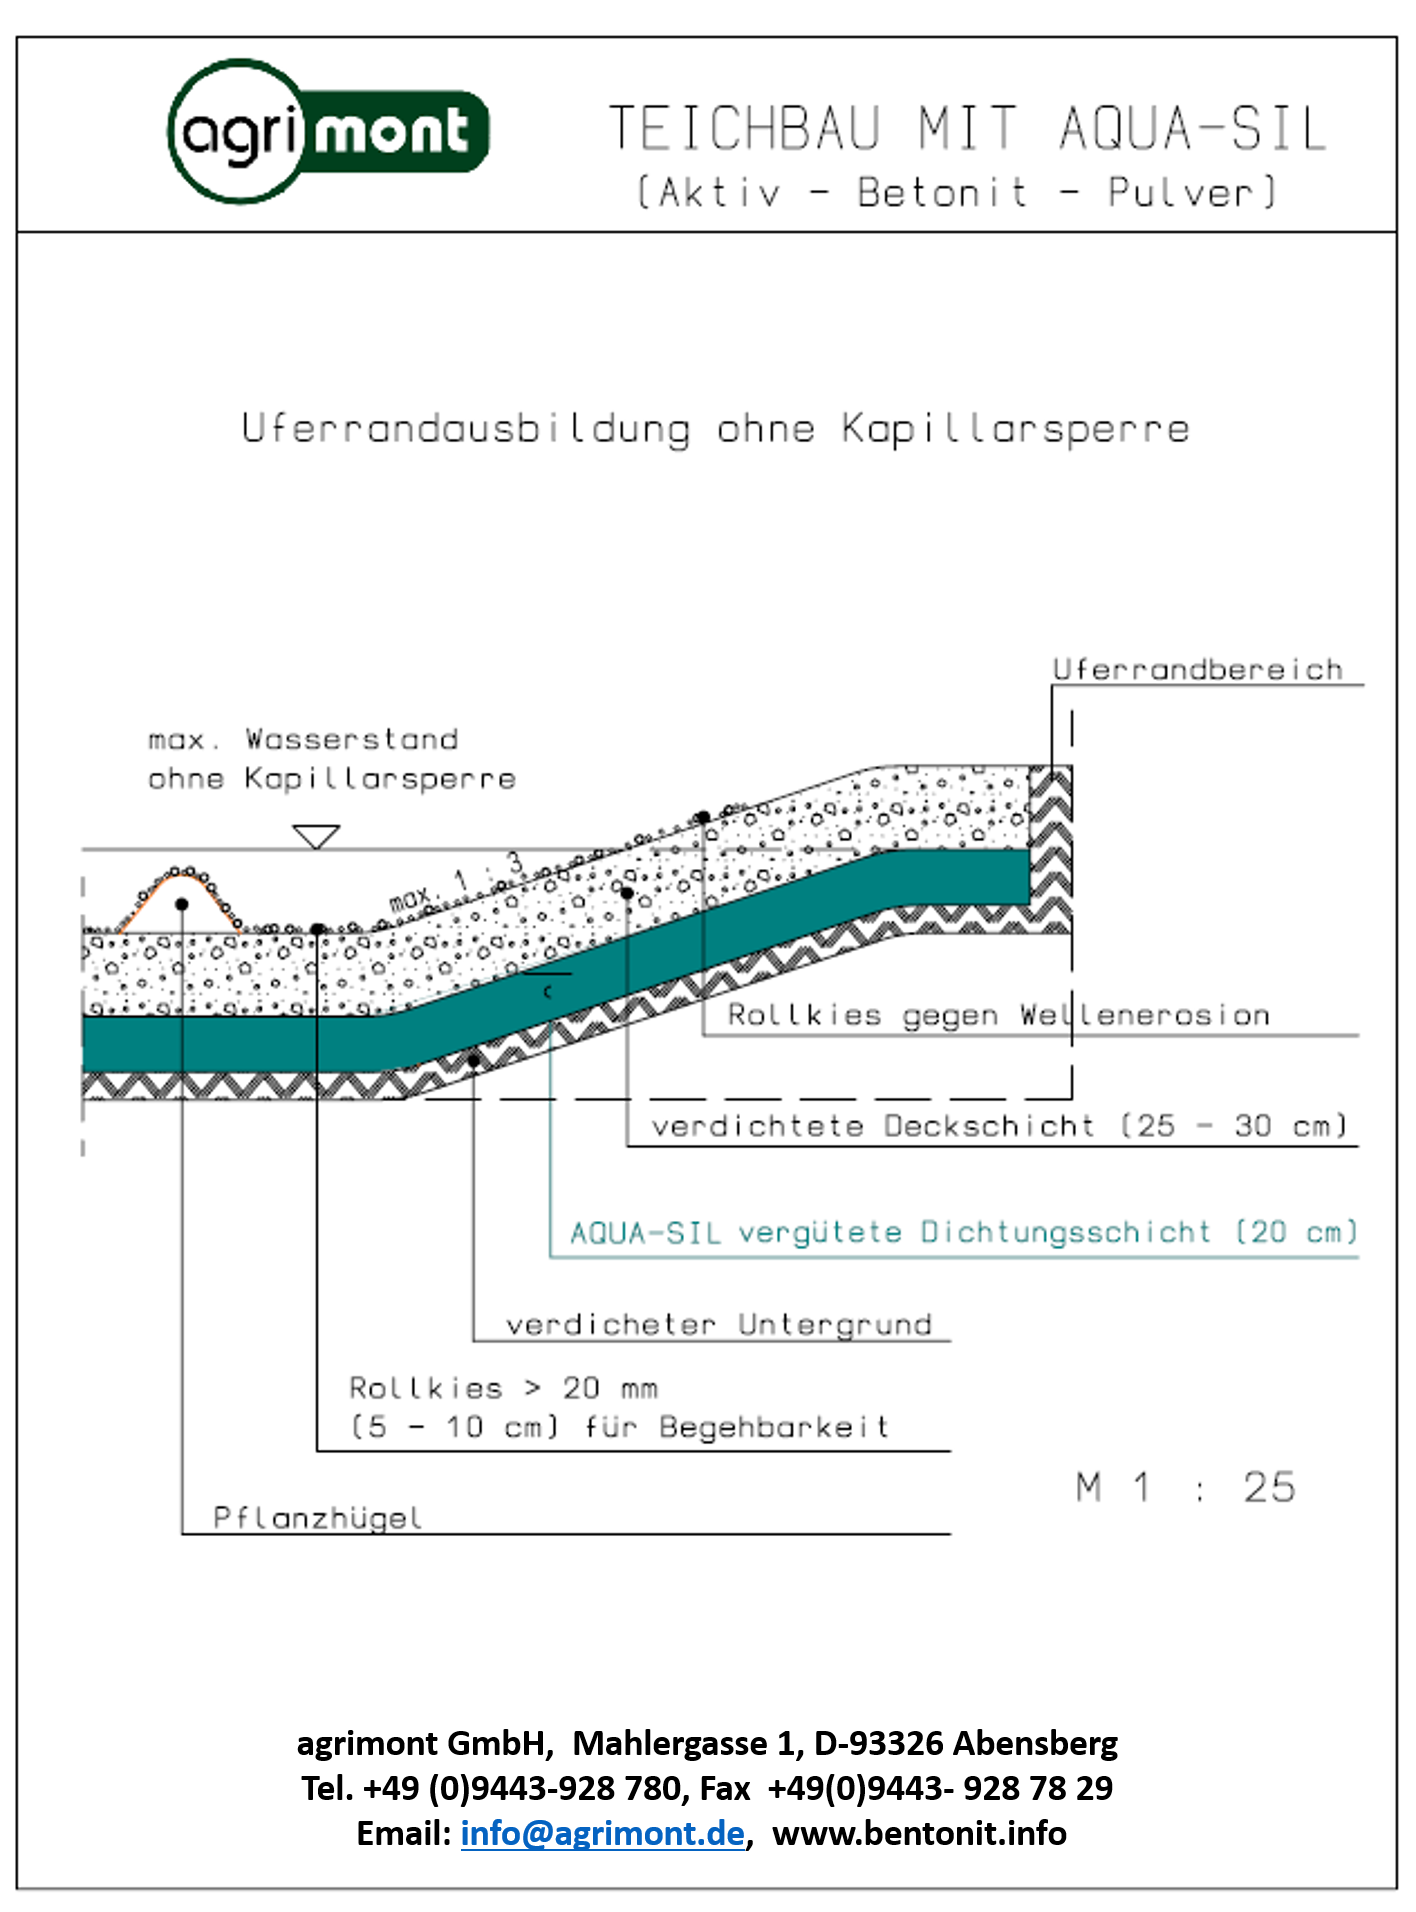 agrimont
TEICHBAU MIT AQUA-SIL
(Aktiv - Betonit - Pulver)
Uferrandausbildung ohne Kapillarsperre
Uferrandbereich
max. Wasserstand
ohne Kapillarsperre
max. 1 : 3
Rollkies gegen Wellenerosion
verdichtete Deckschicht (25 - 30 cm)
AQUA-SIL vergütete Dichtungsschicht (20 cm)
verdicheter Untergrund
Rollkies > 20 mm
(5 - 10 cm) für Begehbarkeit
M 1 : 25
Pflanzhügel
agrimont GmbH, Mahlergasse 1, D-93326 Abensberg
Tel. +49 (0)9443-928 780, Fax +49(0)9443- 928 78 29
Email: info@agrimont.de, www.bentonit.info